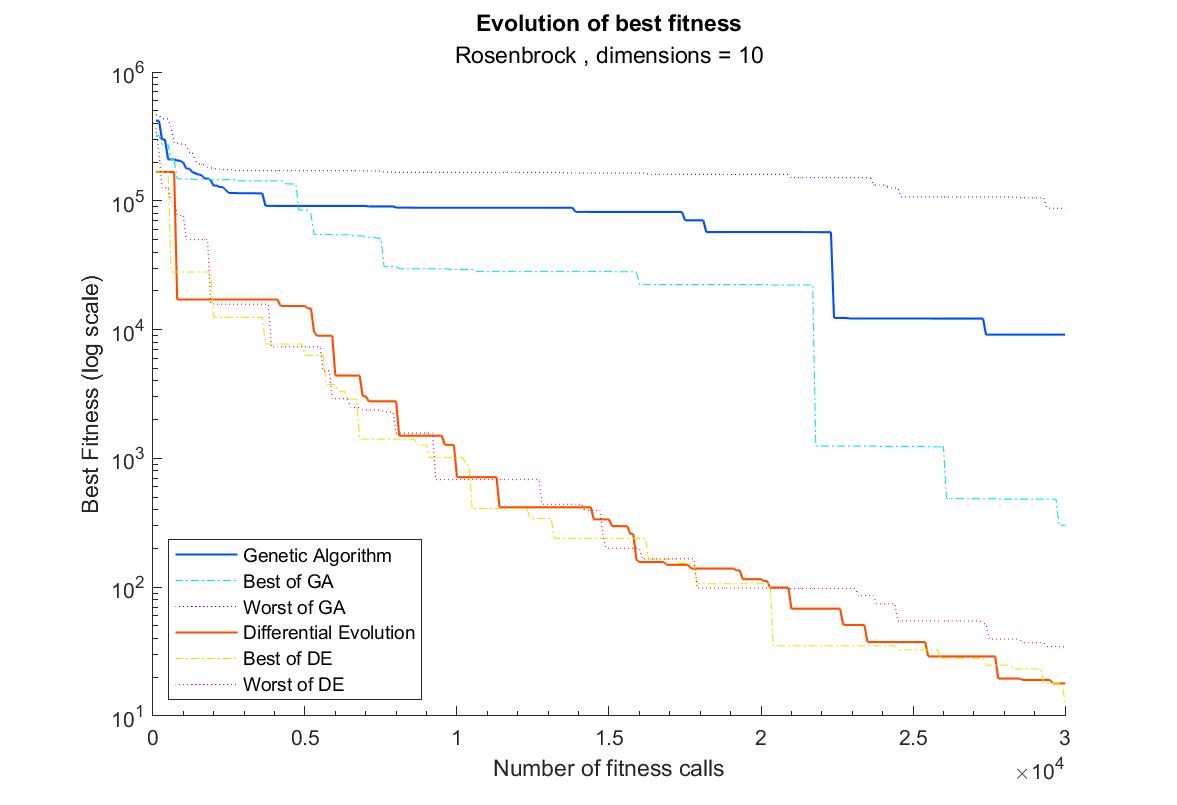 Evolution of best fitness
Rosenbrock , dimensions = 10
Best Fitness (log scale)
10^6
10^5
10^4
10^3
10^2
10^1
Genetic Algorithm
Best of GA
Worst of GA
Differential Evolution
Best of DE
Worst of DE
0 0.5 1 1.5 2 2.5 3
Number of fitness calls
×10^4